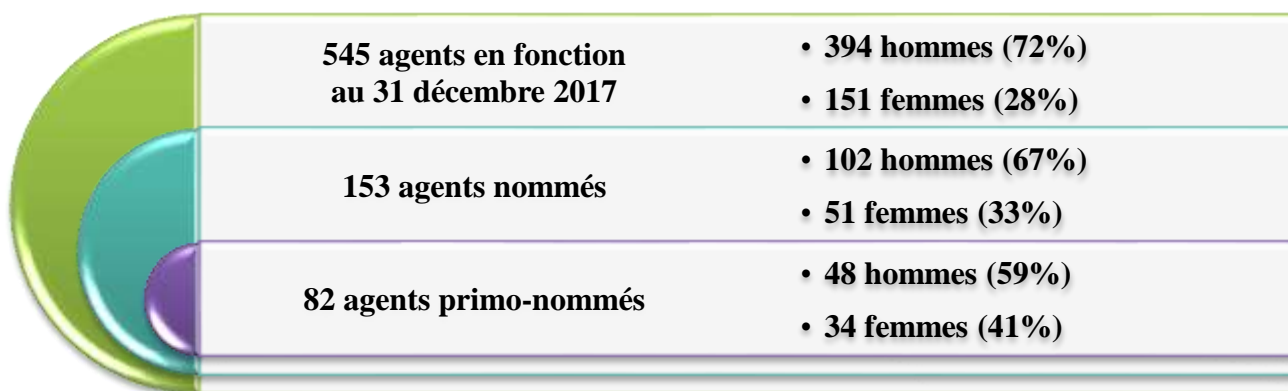 545 agents en fonction
au 31 décembre 2017
• 394 hommes (72%)
• 151 femmes (28%)
153 agents nommés
• 102 hommes (67%)
• 51 femmes (33%)
82 agents primo-nommés
• 48 hommes (59%)
• 34 femmes (41%)